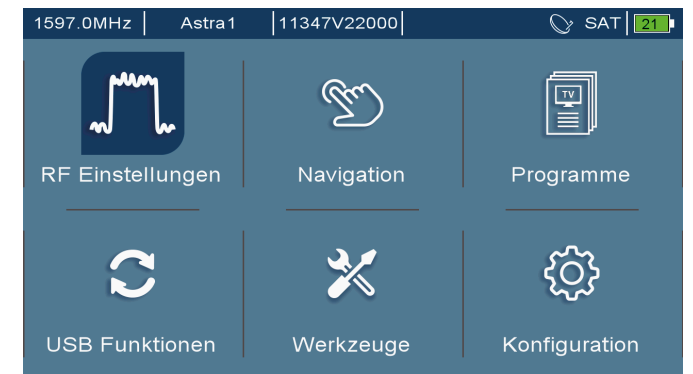 1597.0MHz Astra1 11347V22000 SAT 21
TV
RF Einstellungen Navigation Programme
USB Funktionen Werkzeuge Konfiguration